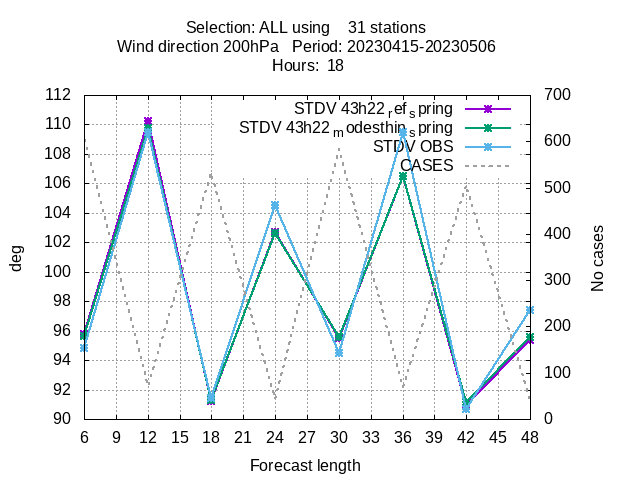 Selection: ALL using    31 stations
Wind direction 200hPa   Period: 20230415-20230506
Hours: 18
STDV 43h22_ref_spring
STDV 43h22_modesthin_spring
STDV OBS
CASES
112
110
108
106
104
102
100
98
96
94
92
90
700
600
500
400
300
200
100
0
deg
No cases
6 9 12 15 18 21 24 27 30 33 36 39 42 45 48
Forecast length